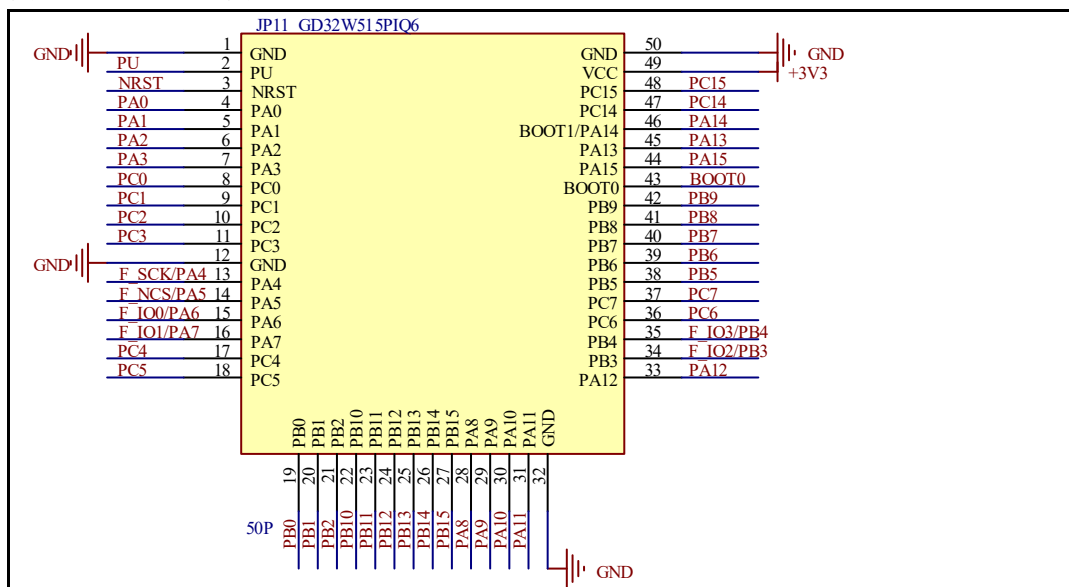 JP11 GD32W515PIQ6
GND 1 GND GND 50 GND
PU 2 PU VCC 49 +3V3
NRST 3 NRST PC15 48 PC15
PA0 4 PA0 PC14 47 PC14
PA1 5 PA1 BOOT1/PA14 46 PA14
PA2 6 PA2 PA13 45 PA13
PA3 7 PA3 PA15 44 PA15
PC0 8 PC0 BOOT0 43 BOOT0
PC1 9 PC1 PB9 42 PB9
PC2 10 PC2 PB8 41 PB8
PC3 11 PC3 PB7 40 PB7
GND 12 GND PB6 39 PB6
F_SCK/PA4 13 PA4 PB5 38 PB5
F_NCS/PA5 14 PA5 PC7 37 PC7
F_IO0/PA6 15 PA6 PC6 36 PC6
F_IO1/PA7 16 PA7 PB4 35 F_IO3/PB4
PC4 17 PC4 PB3 34 F_IO2/PB3
PC5 18 PC5 PA12 33 PA12
PB0 PB1 PB2 PB10 PB11 PB12 PB13 PB14 PB15 PA8 PA9 PA10 PA11 GND
19 20 21 22 23 24 25 26 27 28 29 30 31 32
50P PB0 PB1 PB2 PB10 PB11 PB12 PB13 PB14 PB15 PA8 PA9 PA10 PA11
GND